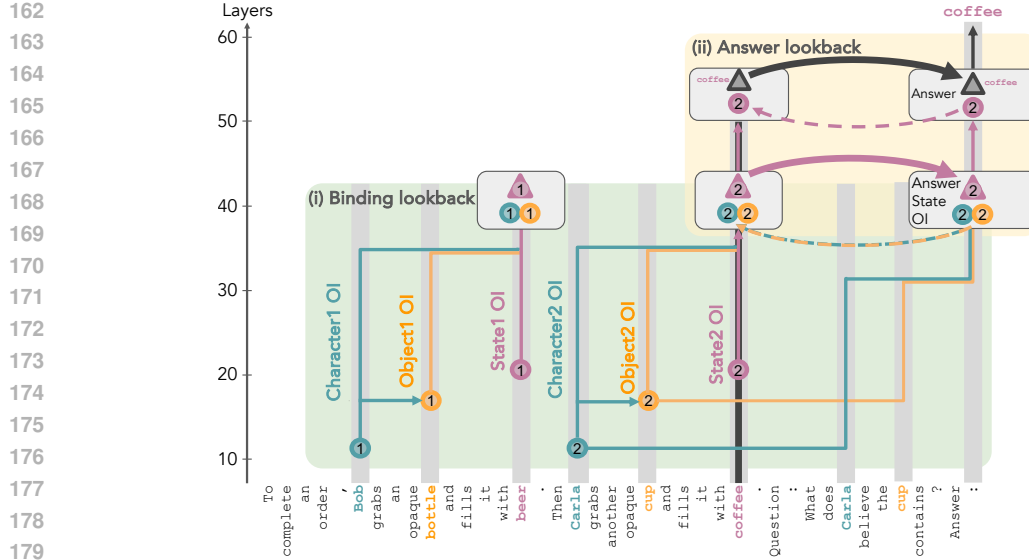 162
163
164
165
166
167
168
169
170
171
172
173
174
175
176
177
178
179
Layers
60
50
40
30
20
10
coffee
(ii) Answer lookback
coffee
2
Answer
coffee
2
(i) Binding lookback
1
1 1
2
2 2
Answer
State
OI
2
2 2
Character1 OI
Object1 OI
State1 OI
Character2 OI
Object2 OI
State2 OI
1
1
1
2
2
2
To complete an order, Bob grabs an opaque bottle and fills it with beer. Then Carla grabs another opaque cup and fills it with coffee. Question: What does Carla believe the cup contains? Answer: